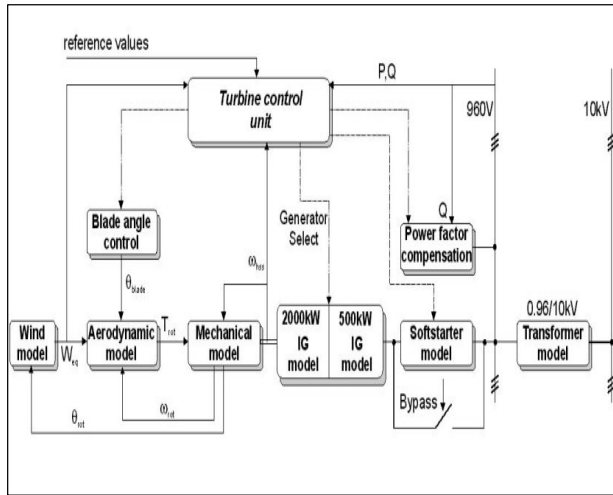 reference values
P,Q
Turbine control
unit
960V
10kV
Blade angle
control
Generator
Select
Q
Power factor
compensation
ω
θblade
2000kW
IG
model
500kW
IG
model
0.96/10kV
Wind
model
Weq
Aerodynamic
model
Trot
Mechanical
model
Softstarter
model
Transformer
model
Bypass
ωrot
θrot